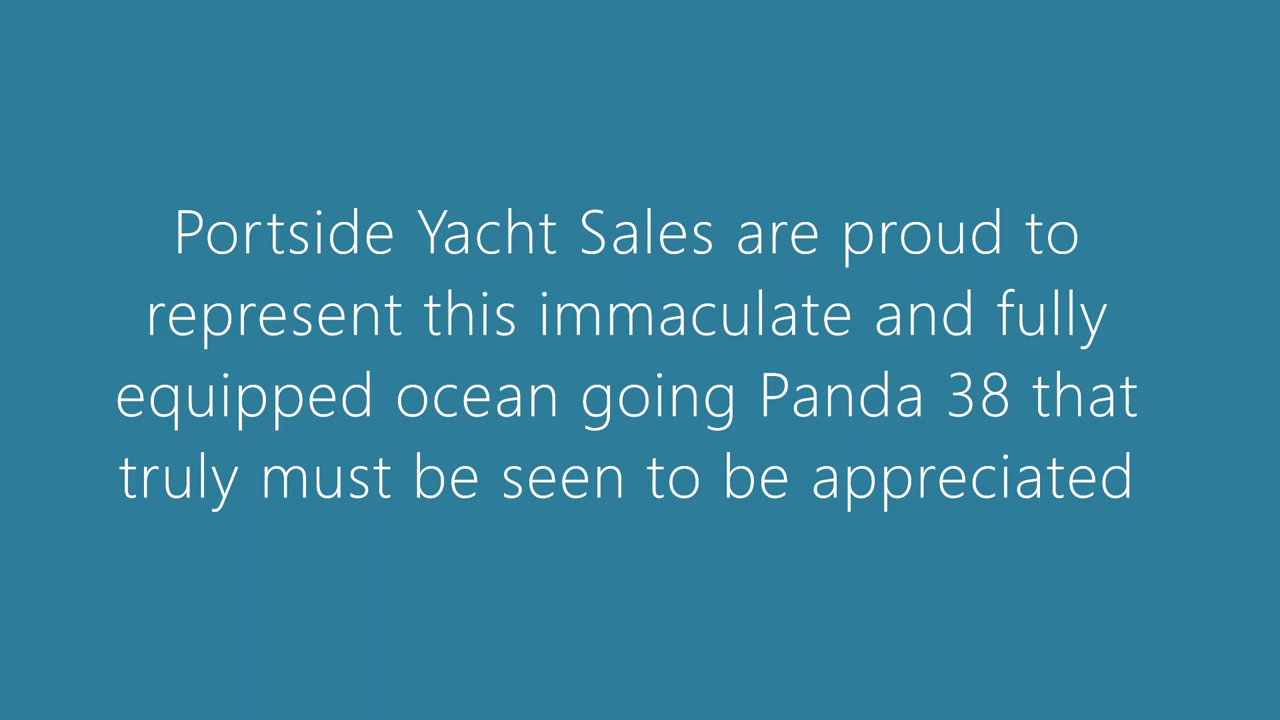 Portside Yacht Sales are proud to
represent this immaculate and fully
equipped ocean going Panda 38 that
truly must be seen to be appreciated